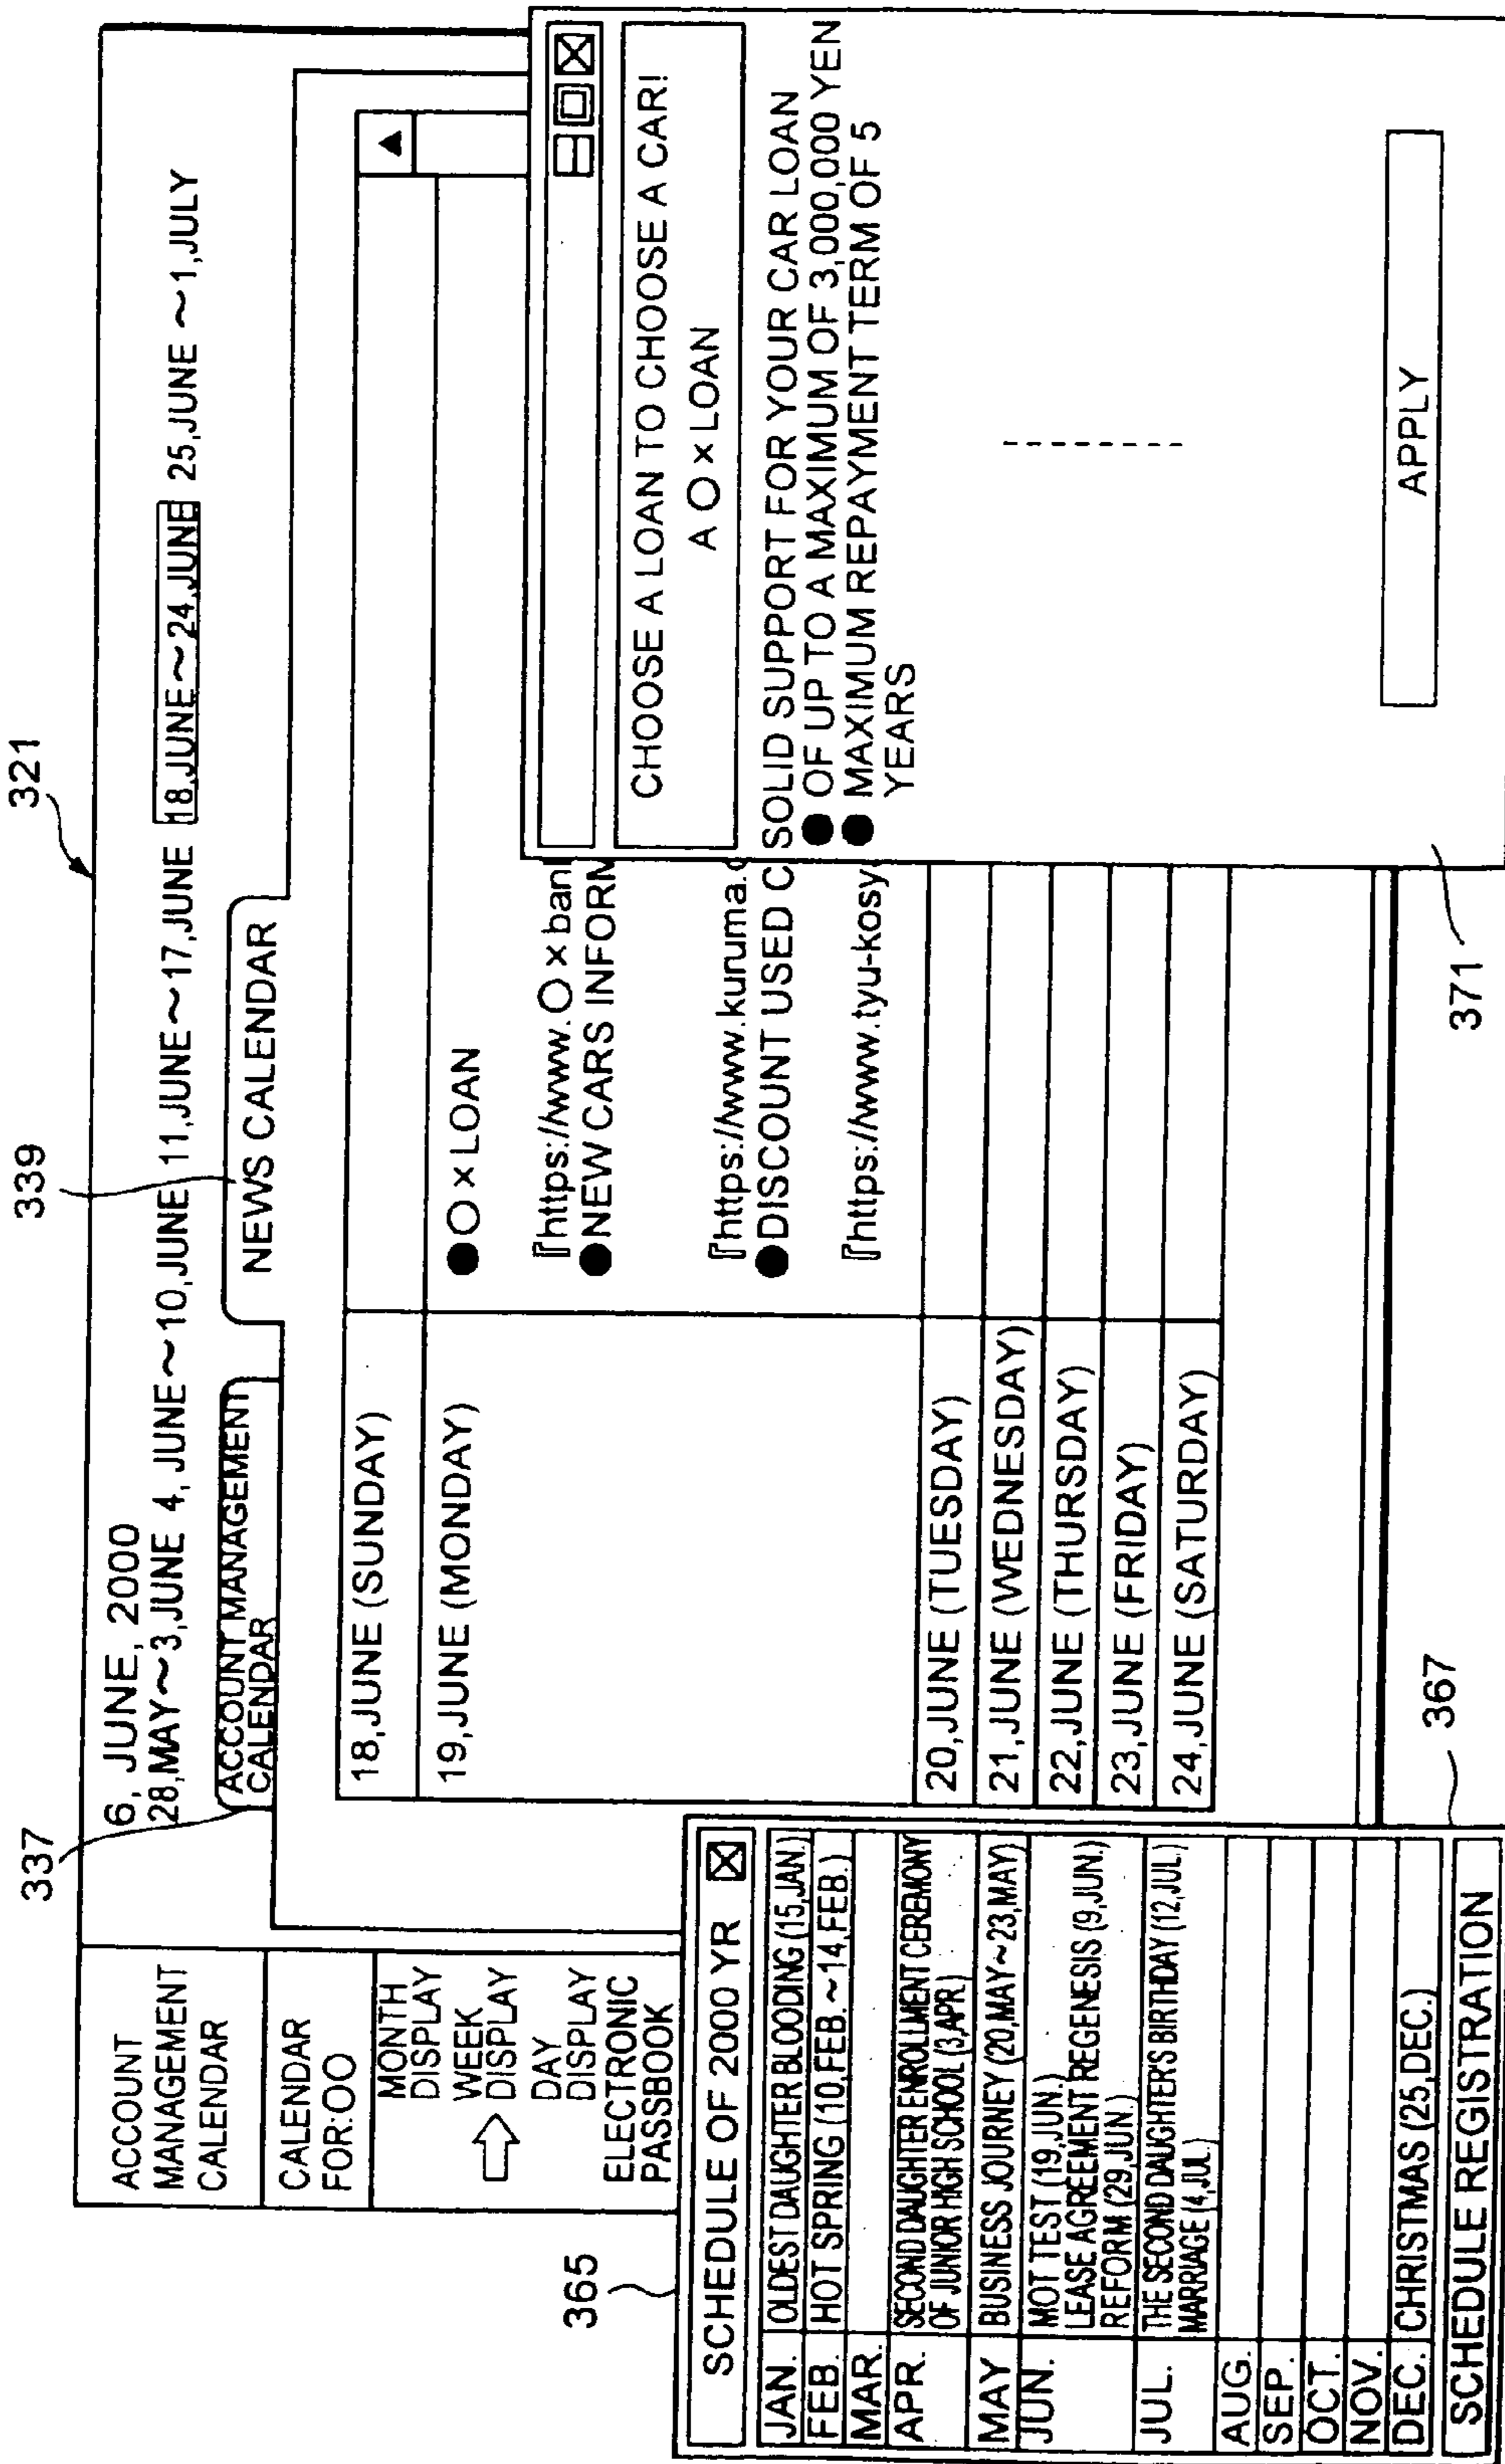 321
339
337
6, JUNE, 2000
28,MAY~3,JUNE 4, JUNE~10,JUNE 11,JUNE~17,JUNE 18,JUNE~24,JUNE 25,JUNE ~1,JULY
ACCOUNT
MANAGEMENT
CALENDAR
CALENDAR
FOR:OO
MONTH
DISPLAY
WEEK
DISPLAY
DAY
DISPLAY
ELECTRONIC
PASSBOOK
ACCOUNT MANAGEMENT
CALENDAR
NEWS CALENDAR
18,JUNE (SUNDAY)
19,JUNE (MONDAY)
●○×LOAN
『https://www.○×ban
●NEW CARS INFORM
『https://www.kuruma.
●DISCOUNT USED C
『https://www.tyu-kosy
20,JUNE (TUESDAY)
21,JUNE (WEDNESDAY)
22,JUNE (THURSDAY)
23,JUNE (FRIDAY)
24,JUNE (SATURDAY)
CHOOSE A LOAN TO CHOOSE A CAR!
A ○×LOAN
SOLID SUPPORT FOR YOUR CAR LOAN
● OF UP TO A MAXIMUM OF 3,000,000 YEN
● MAXIMUM REPAYMENT TERM OF 5
YEARS
APPLY
371
365
SCHEDULE OF 2000 YR
JAN. OLDEST DAUGHTER BLOODING (15,JAN.)
FEB. HOT SPRING (10,FEB.~14,FEB.)
MAR.
APR. SECOND DAUGHTER ENROLLMENT CEREMONY
OF JUNIOR HIGH SCHOOL (3,APR.)
MAY BUSINESS JOURNEY (20,MAY~23,MAY)
JUN. MOT TEST (19,JUN.)
LEASE AGREEMENT REGENESIS (9,JUN.)
REFORM (29,JUN.)
JUL. THE SECOND DAUGHTER'S BIRTHDAY (12,JUL.)
MARRIAGE (4,JUL.)
AUG.
SEP.
OCT.
NOV.
DEC. CHRISTMAS (25,DEC.)
SCHEDULE REGISTRATION
367